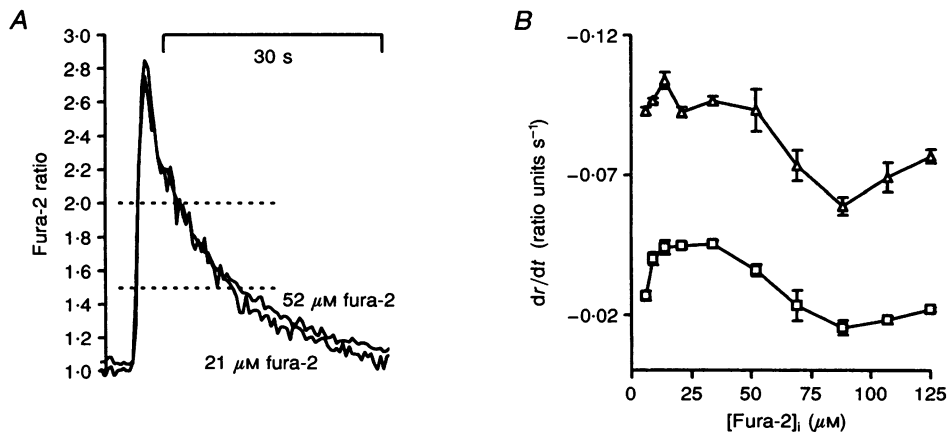 A
3·0
2·8
2·6
2·4
2·2
2·0
1·8
1·6
1·4
1·2
1·0
Fura-2 ratio
30 s
52 μM fura-2
21 μM fura-2
B
−0·12
−0·07
−0·02
dr/dt (ratio units s⁻¹)
0
25
50
75
100
125
[Fura-2]ᵢ (μM)